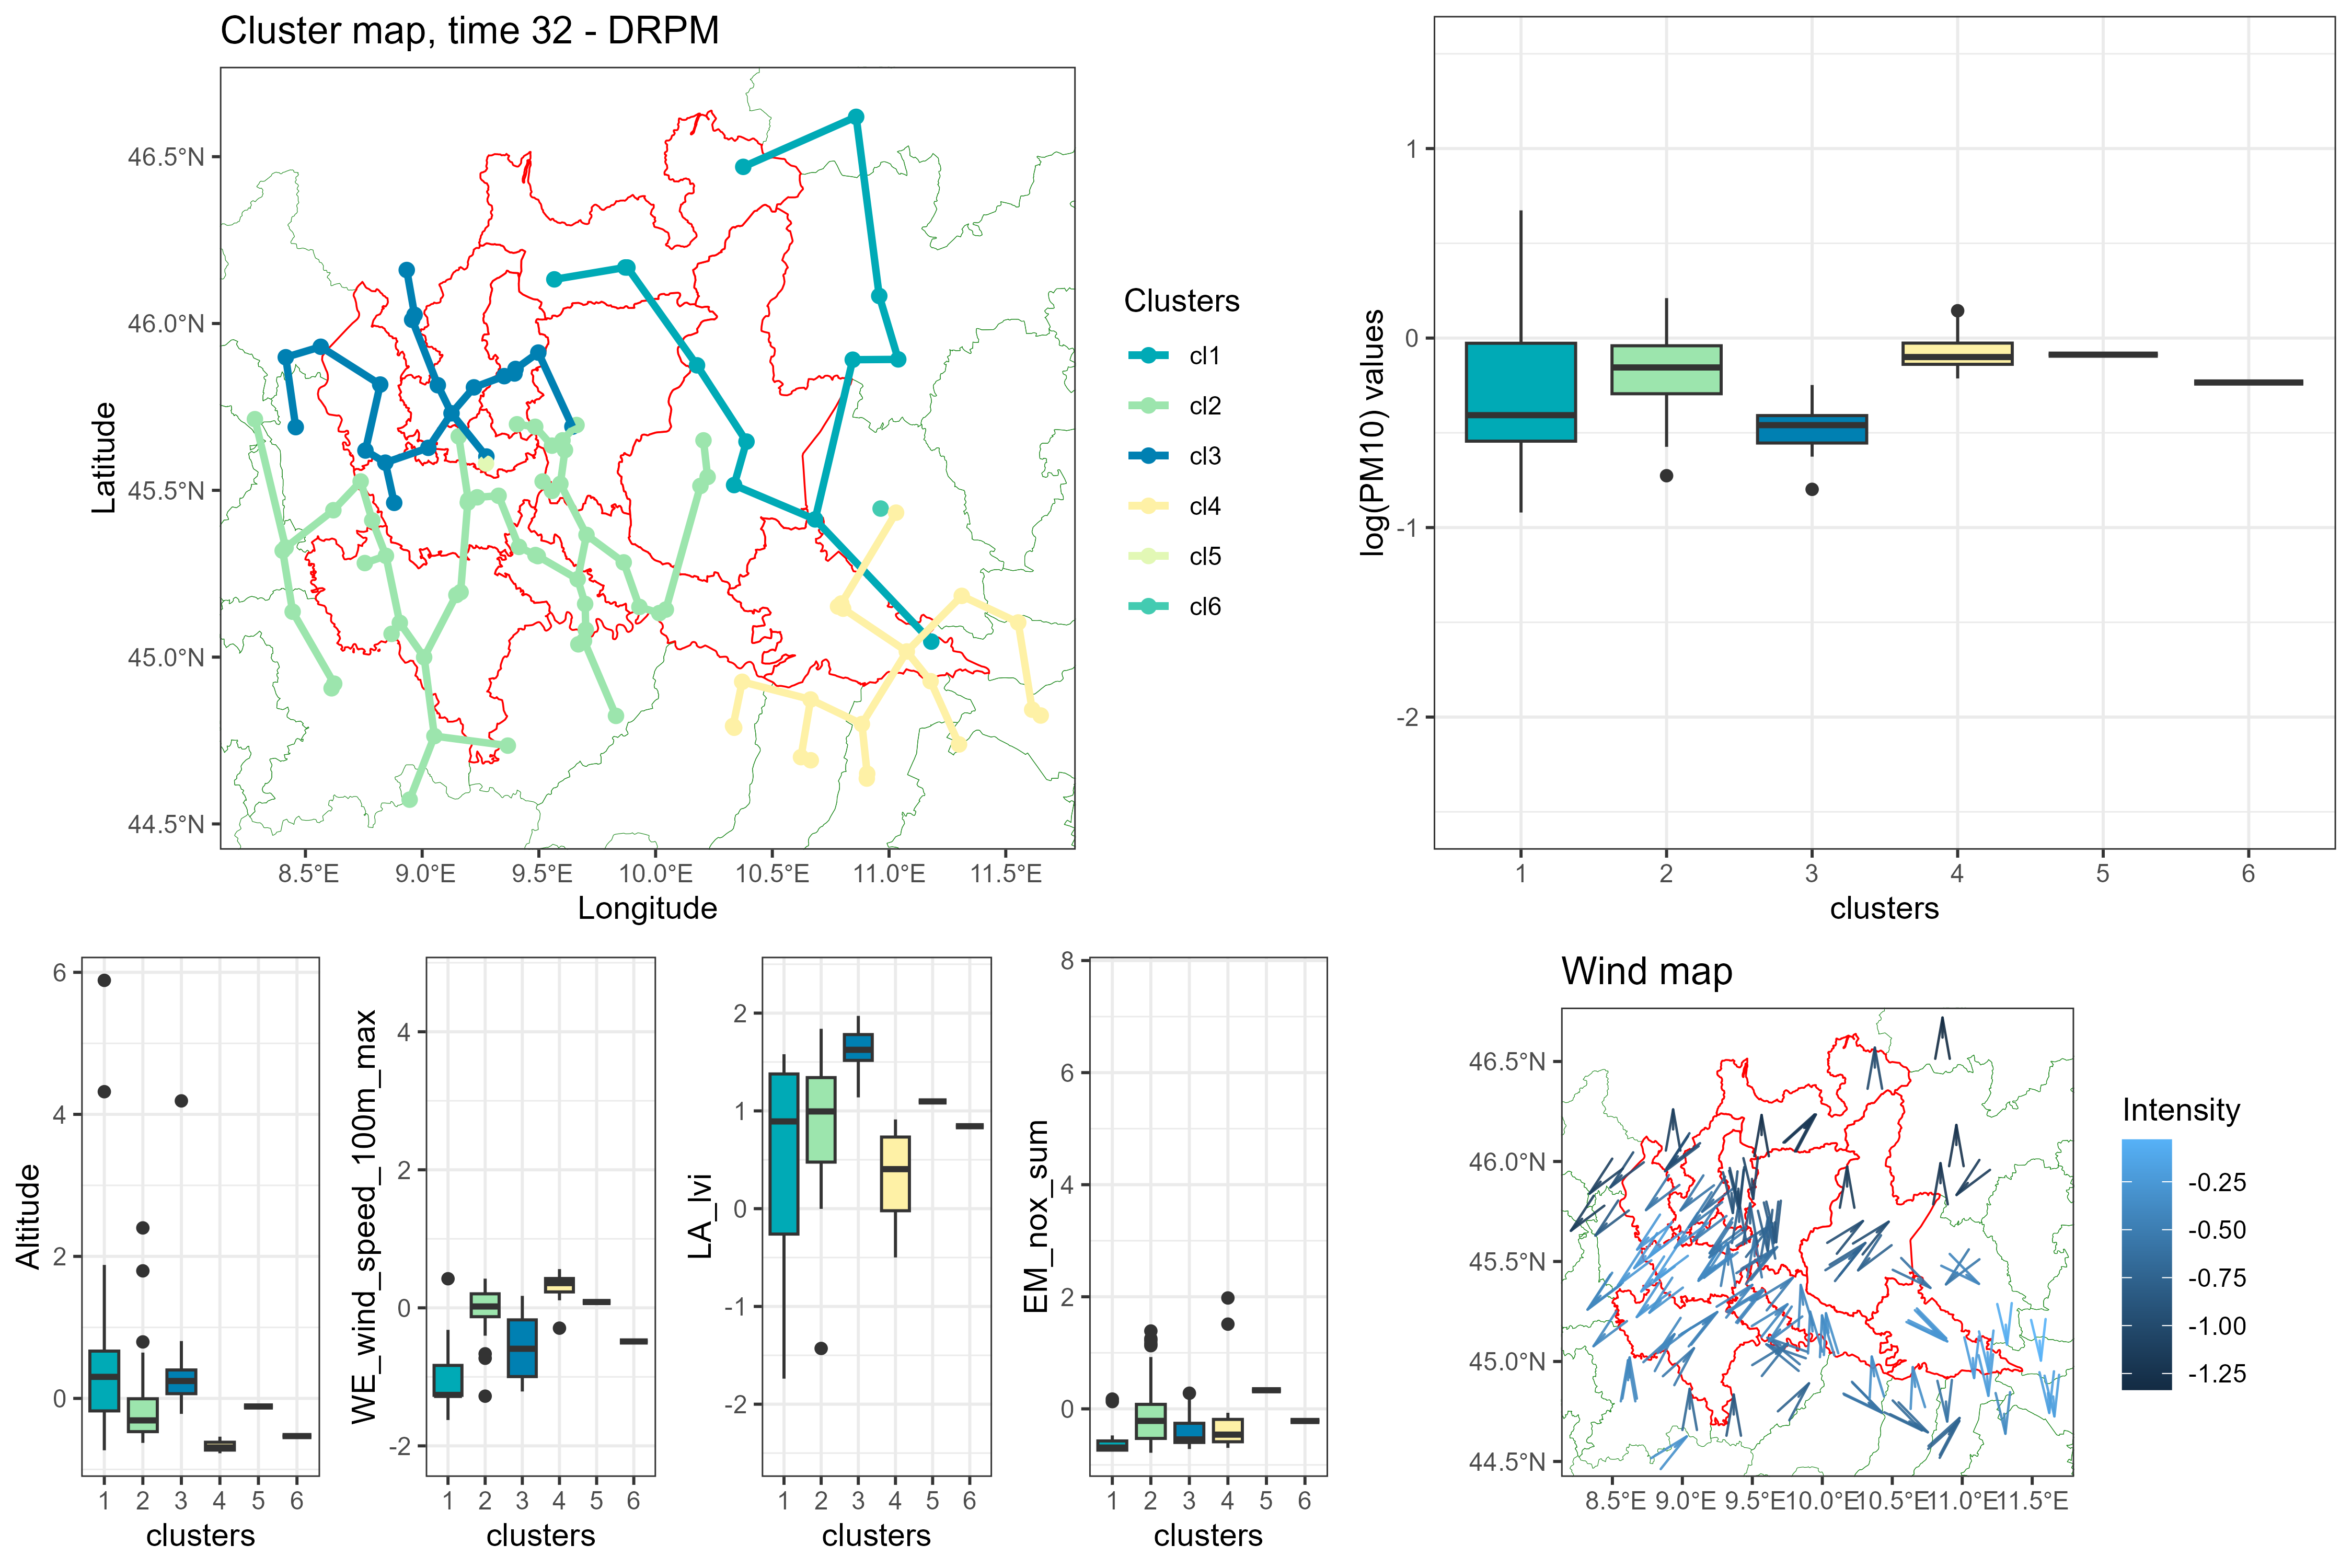 Cluster map, time 32 - DRPM
Latitude
46.5°N
46.0°N
45.5°N
45.0°N
44.5°N
8.5°E 9.0°E 9.5°E 10.0°E 10.5°E 11.0°E 11.5°E
Longitude
Clusters
cl1
cl2
cl3
cl4
cl5
cl6
log(PM10) values
1
0
-1
-2
1 2 3 4 5 6
clusters
Altitude
6
4
2
0
1 2 3 4 5 6
clusters
WE_wind_speed_100m_max
4
2
0
-2
1 2 3 4 5 6
clusters
LA_lvi
2
1
0
-1
-2
1 2 3 4 5 6
clusters
EM_nox_sum
8
6
4
2
0
1 2 3 4 5 6
clusters
Wind map
46.5°N
46.0°N
45.5°N
45.0°N
44.5°N
8.5°E 9.0°E 9.5°E 10.0°E 10.5°E 11.0°E 11.5°E
Intensity
-0.25
-0.50
-0.75
-1.00
-1.25